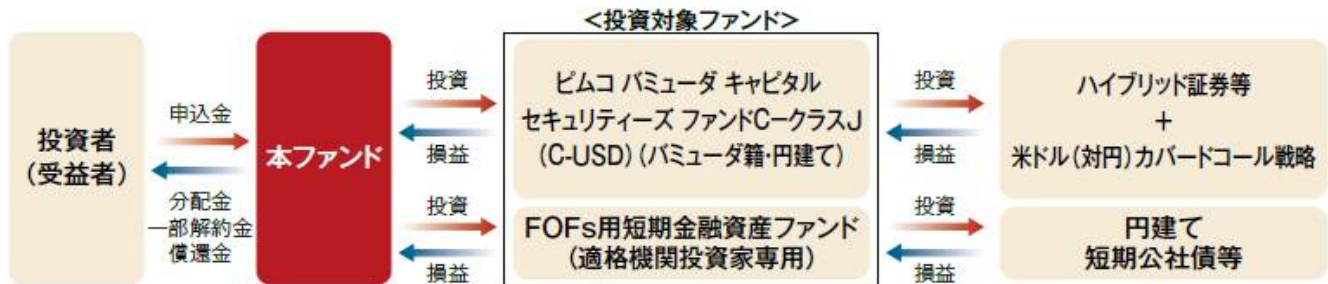 <投資対象ファンド>
投資者
(受益者)
申込金
分配金
一部解約金
償還金
本ファンド
投資
損益
投資
損益
ピムコ バミューダ キャピタル
セキュリティーズ ファンドC-クラスJ
(C-USD)(バミューダ籍・円建て)
FOFs用短期金融資産ファンド
(適格機関投資家専用)
投資
損益
投資
損益
ハイブリッド証券等
+
米ドル(対円)カバードコール戦略
円建て
短期公社債等